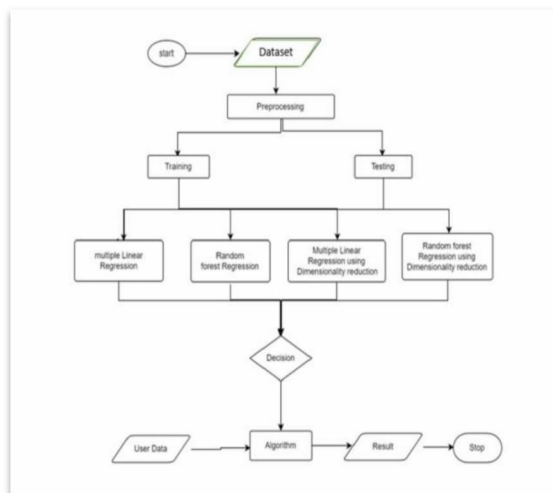 start
Dataset
Preprocessing
Training
Testing
multiple Linear
Regression
Random
forest Regression
Multiple Linear
Regression using
Dimensionality reduction
Random forest
Regression using
Dimensionality reduction
Decision
User Data
Algorithm
Result
Stop